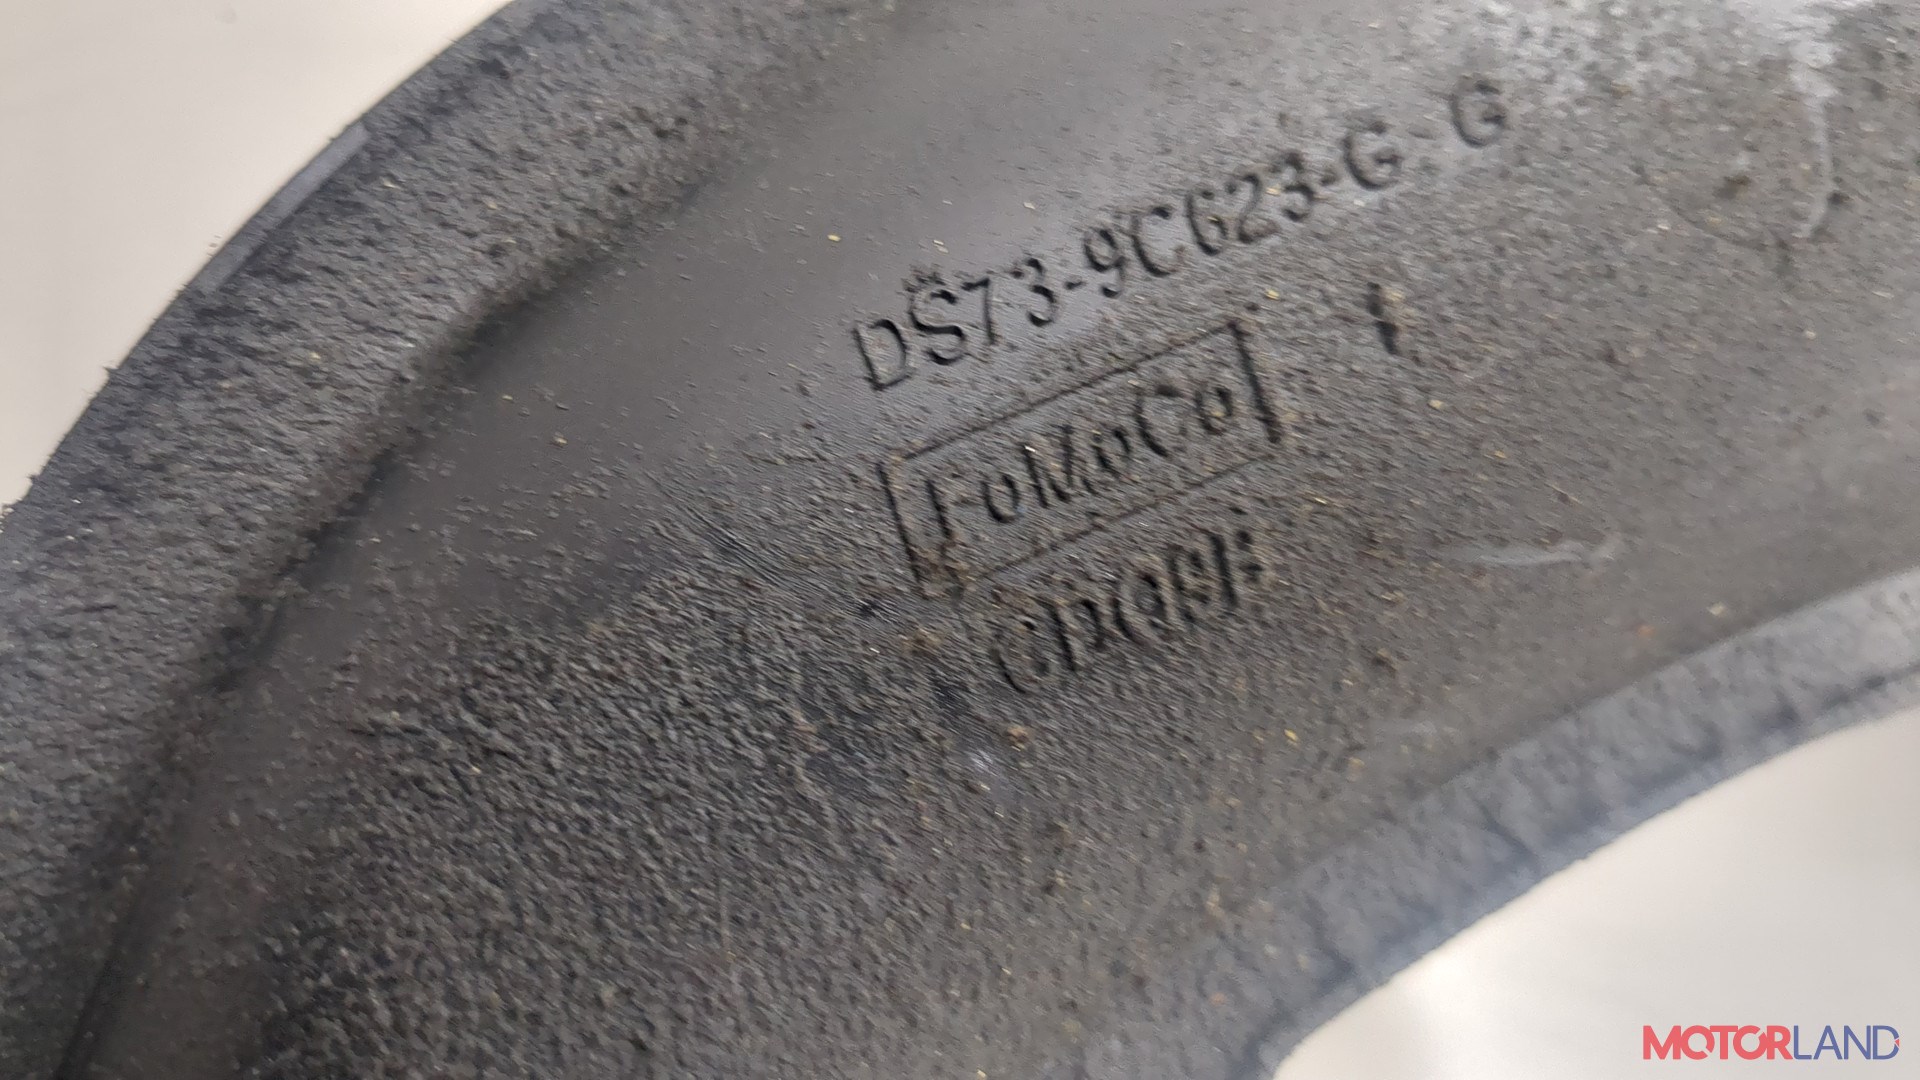 DS73-9C623-G G
FoMoCo
MOTORLAND